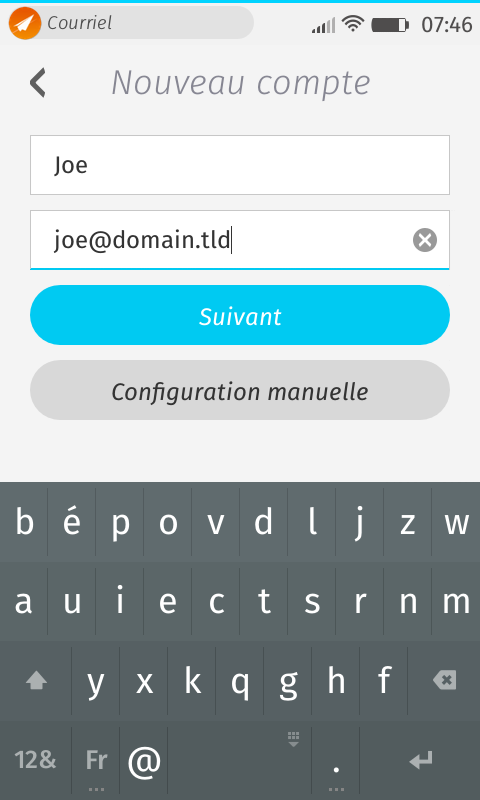 Courriel 07:46
Nouveau compte
Joe
joe@domain.tld
Suivant
Configuration manuelle
b é p o v d l j z w
a u i e c t s r n m
y x k q g h f
12& Fr @ .